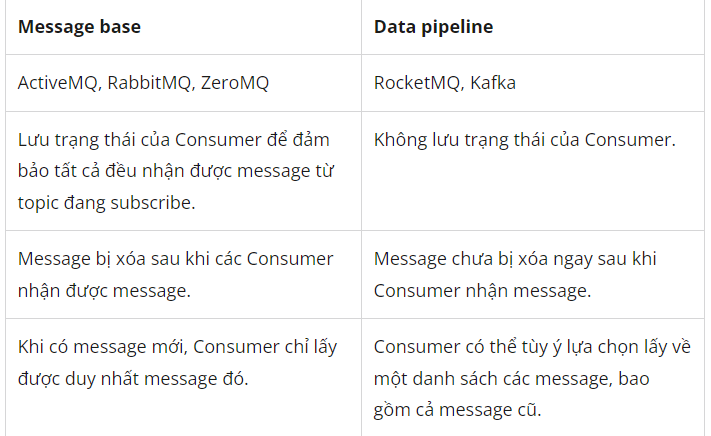 Message base
Data pipeline
ActiveMQ, RabbitMQ, ZeroMQ
RocketMQ, Kafka
Lưu trạng thái của Consumer để đảm
bảo tất cả đều nhận được message từ
topic đang subscribe.
Không lưu trạng thái của Consumer.
Message bị xóa sau khi các Consumer
nhận được message.
Message chưa bị xóa ngay sau khi
Consumer nhận message.
Khi có message mới, Consumer chỉ lấy
được duy nhất message đó.
Consumer có thể tùy ý lựa chọn lấy về
một danh sách các message, bao
gồm cả message cũ.